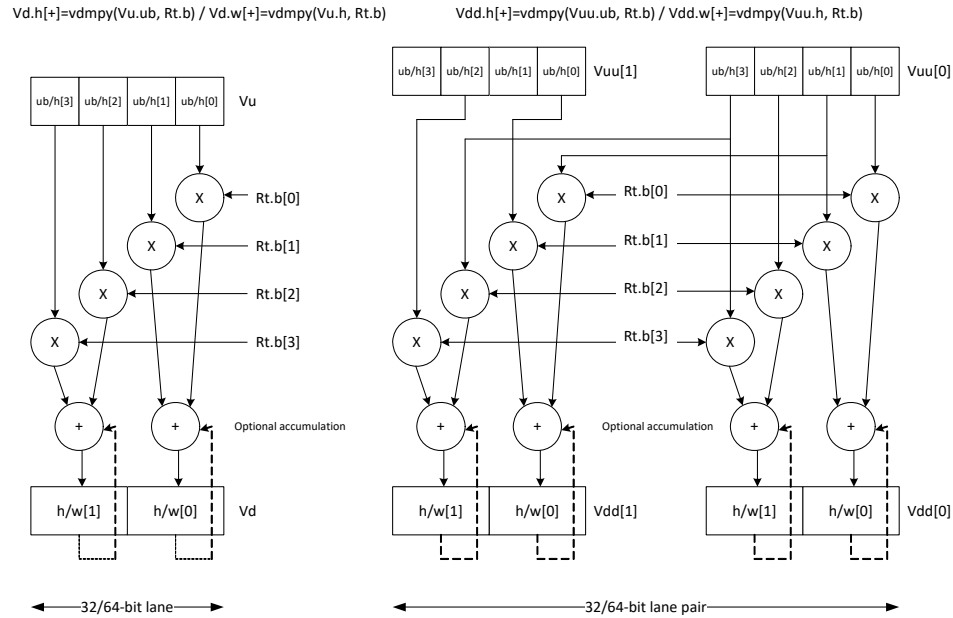 Vd.h[+]=vdmpy(Vu.ub, Rt.b) / Vd.w[+]=vdmpy(Vu.h, Rt.b)
Vdd.h[+]=vdmpy(Vuu.ub, Rt.b) / Vdd.w[+]=vdmpy(Vuu.h, Rt.b)
ub/h[3] ub/h[2] ub/h[1] ub/h[0] Vu
ub/h[3] ub/h[2] ub/h[1] ub/h[0] Vuu[1]
ub/h[3] ub/h[2] ub/h[1] ub/h[0] Vuu[0]
X Rt.b[0] X Rt.b[0] X
X Rt.b[1] X Rt.b[1] X
X Rt.b[2] X Rt.b[2] X
X Rt.b[3] X Rt.b[3] X
+ + Optional accumulation + + Optional accumulation + +
h/w[1] h/w[0] Vd
h/w[1] h/w[0] Vdd[1]
h/w[1] h/w[0] Vdd[0]
32/64-bit lane
32/64-bit lane pair